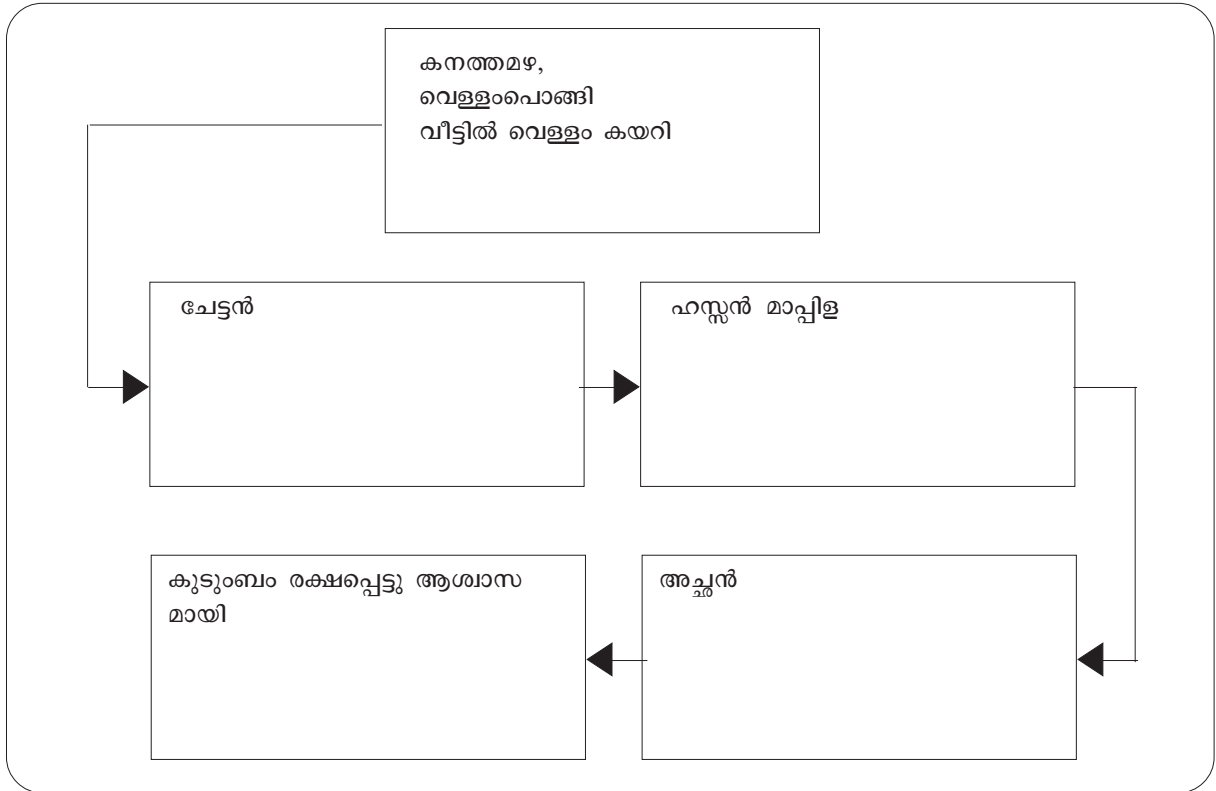 കനത്തമഴ,
വെള്ളംപൊങ്ങി
വീട്ടിൽ വെള്ളം കയറി
ചേട്ടൻ
ഹസ്സൻ മാപ്പിള
കുടുംബം രക്ഷപ്പെട്ടു ആശ്വാസ
മായി
അച്ഛൻ